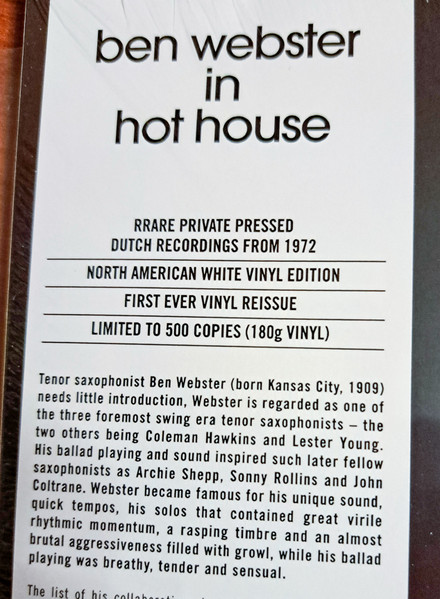 ben webster
in
hot house
RRARE PRIVATE PRESSED
DUTCH RECORDINGS FROM 1972
NORTH AMERICAN WHITE VINYL EDITION
FIRST EVER VINYL REISSUE
LIMITED TO 500 COPIES (180g VINYL)
Tenor saxophonist Ben Webster (born Kansas City, 1909)
needs little introduction, Webster is regarded as one of
the three foremost swing era tenor saxophonists – the
two others being Coleman Hawkins and Lester Young.
His ballad playing and sound inspired such later fellow
saxophonists as Archie Shepp, Sonny Rollins and John
Coltrane. Webster became famous for his unique sound,
quick tempos, his solos that contained great virile
rhythmic momentum, a rasping timbre and an almost
brutal aggressiveness filled with growl, while his ballad
playing was breathy, tender and sensual.
The list of his